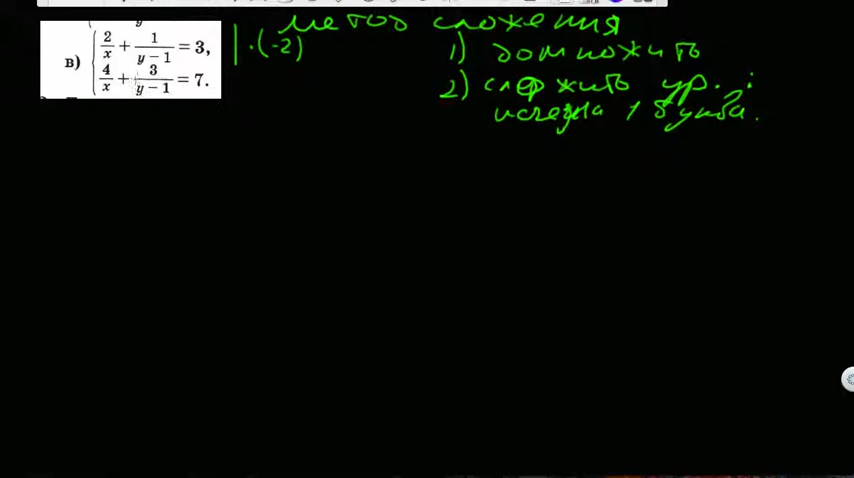 метод сложения
в) { 2/x + 1/(y − 1) = 3, | · (-2)
4/x + 3/(y − 1) = 7.
1) домножить
2) сложить ур. :
исчезла 1 буква.